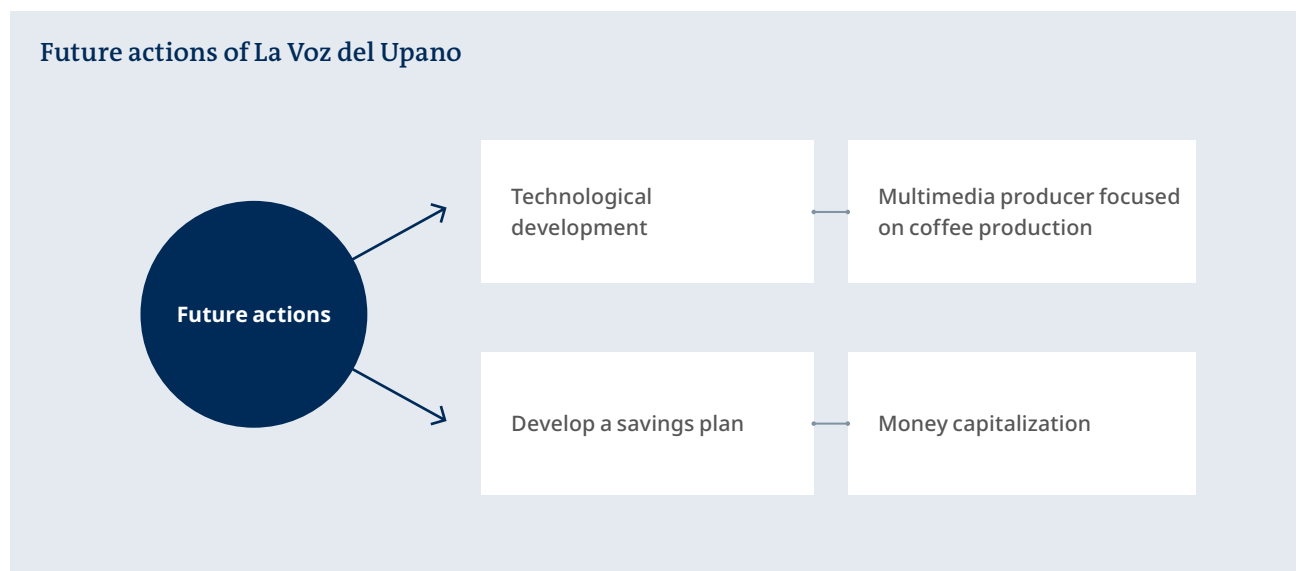 Future actions of La Voz del Upano
Technological
development
Multimedia producer focused
on coffee production
Future actions
Develop a savings plan
Money capitalization